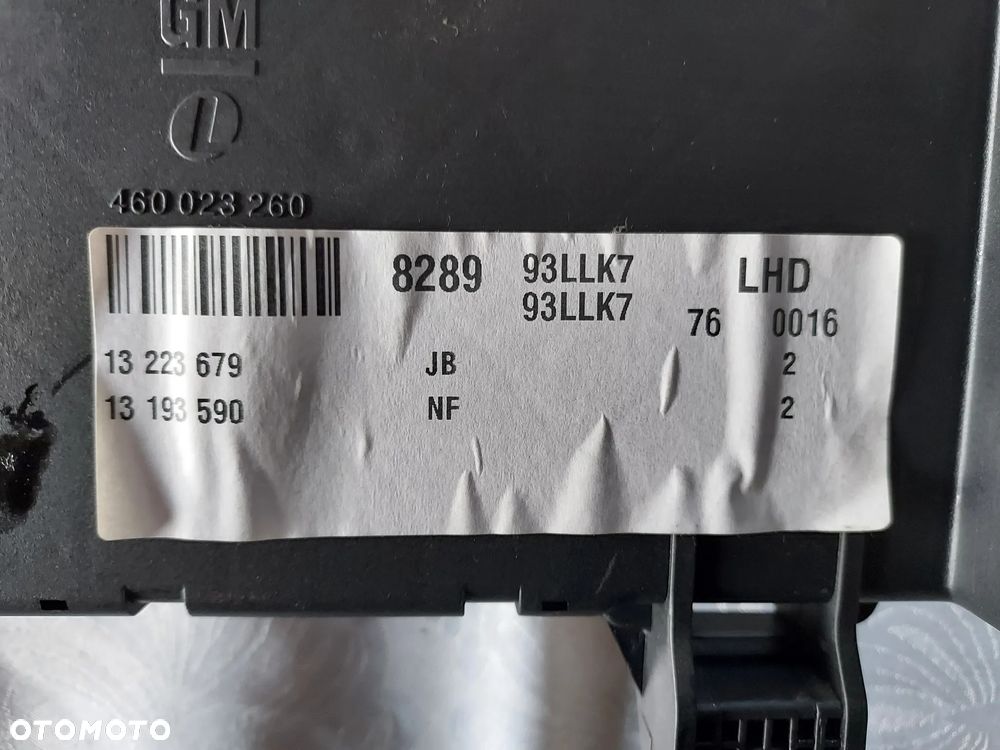 GM
460 023 260
8289 93LLK7 LHD
93LLK7
76 0016
13 223 679 JB 2
13 193 590 NF 2
OTOMOTO